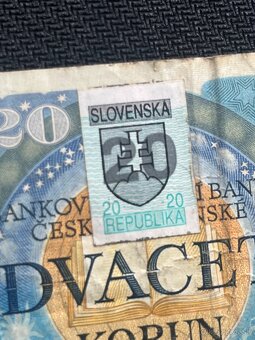 SLOVENSKA
20
20
20 20
REPUBLIKA
ANKOV
BAN
ČESK
NSKÉ
DVACET
KORUN